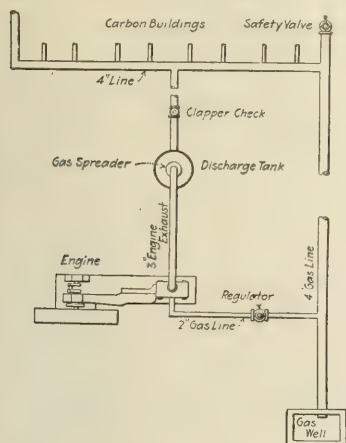 Carbon Buildings
Safety Valve
4" Line
Clapper Check
Gas Spreader
Discharge Tank
3" Engine
Exhaust
Engine
4" Gas Line
Regulator
2" Gas Line
Gas
Well